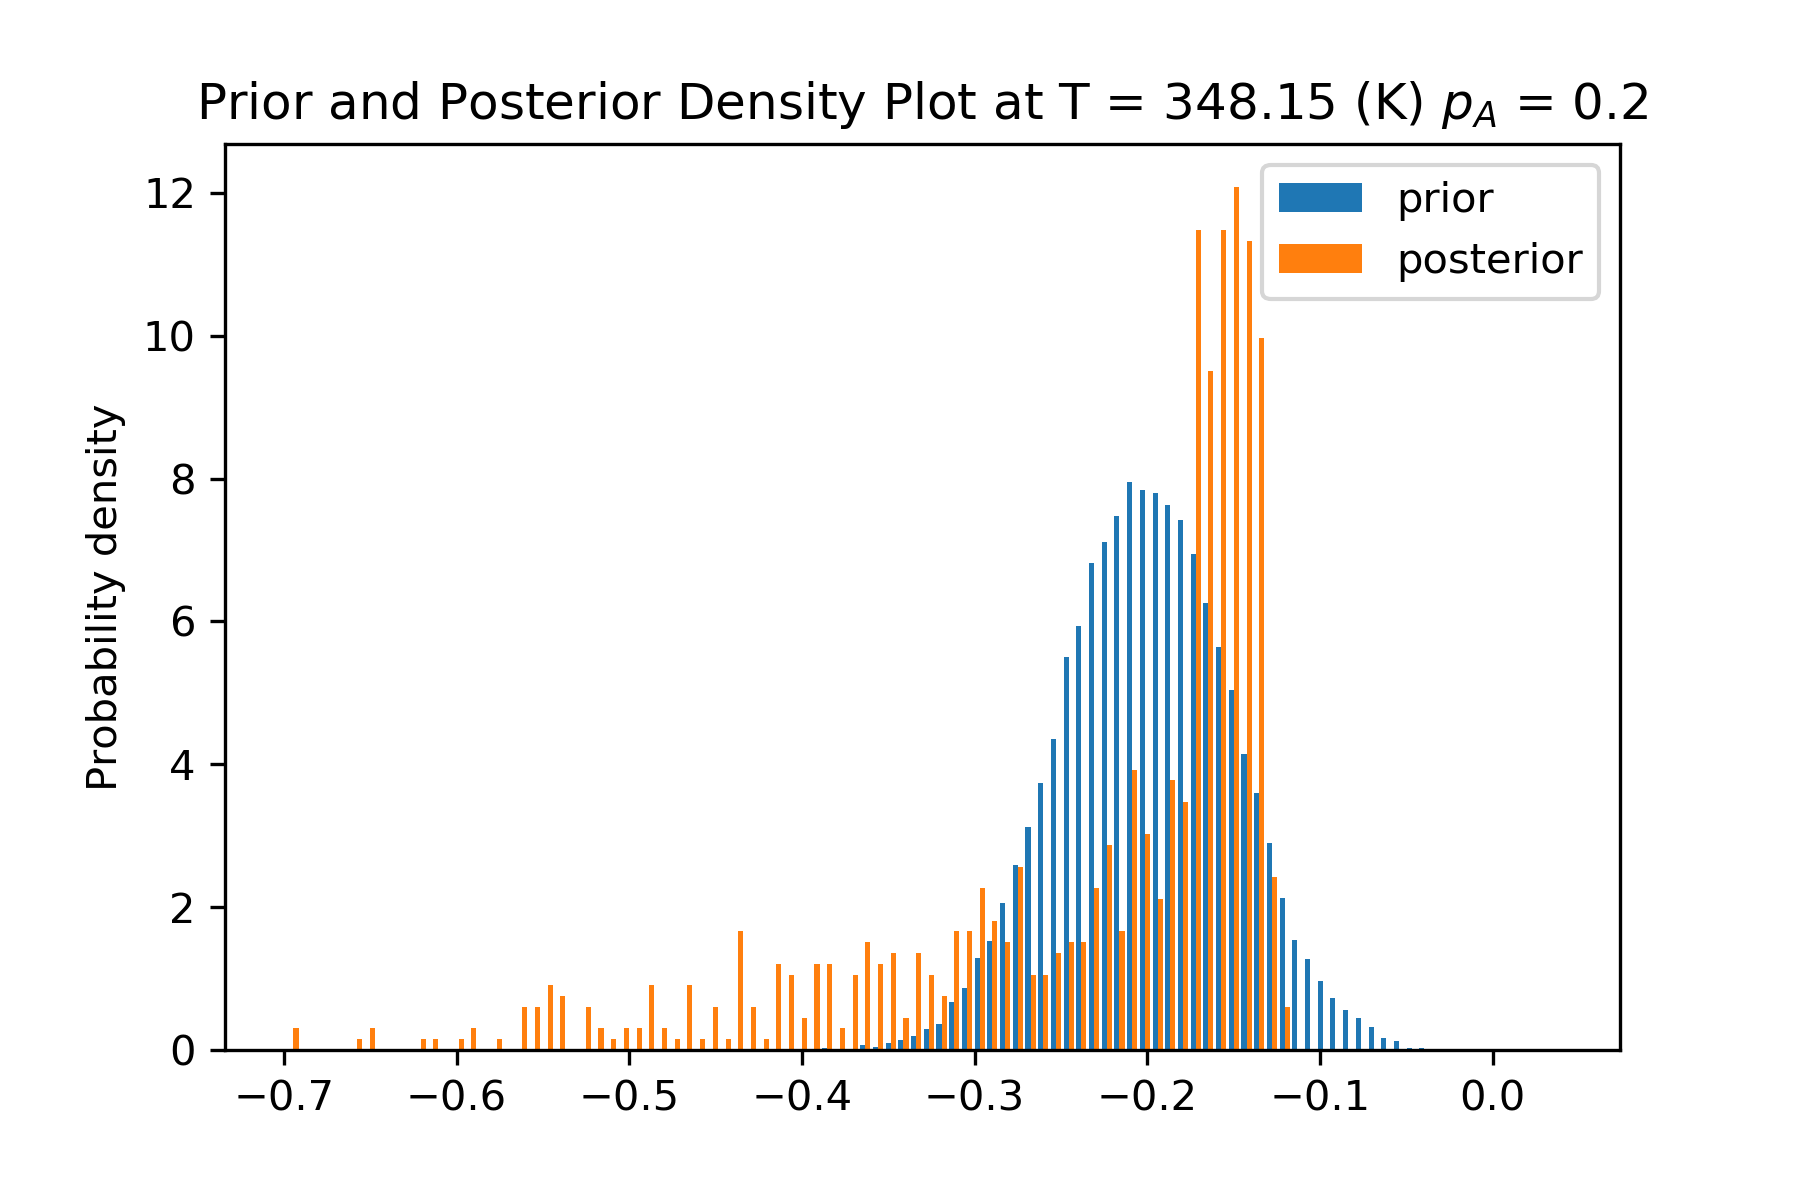 Prior and Posterior Density Plot at T = 348.15 (K) p_A = 0.2
prior
posterior
Probability density
12
10
8
6
4
2
0
−0.7 −0.6 −0.5 −0.4 −0.3 −0.2 −0.1 0.0